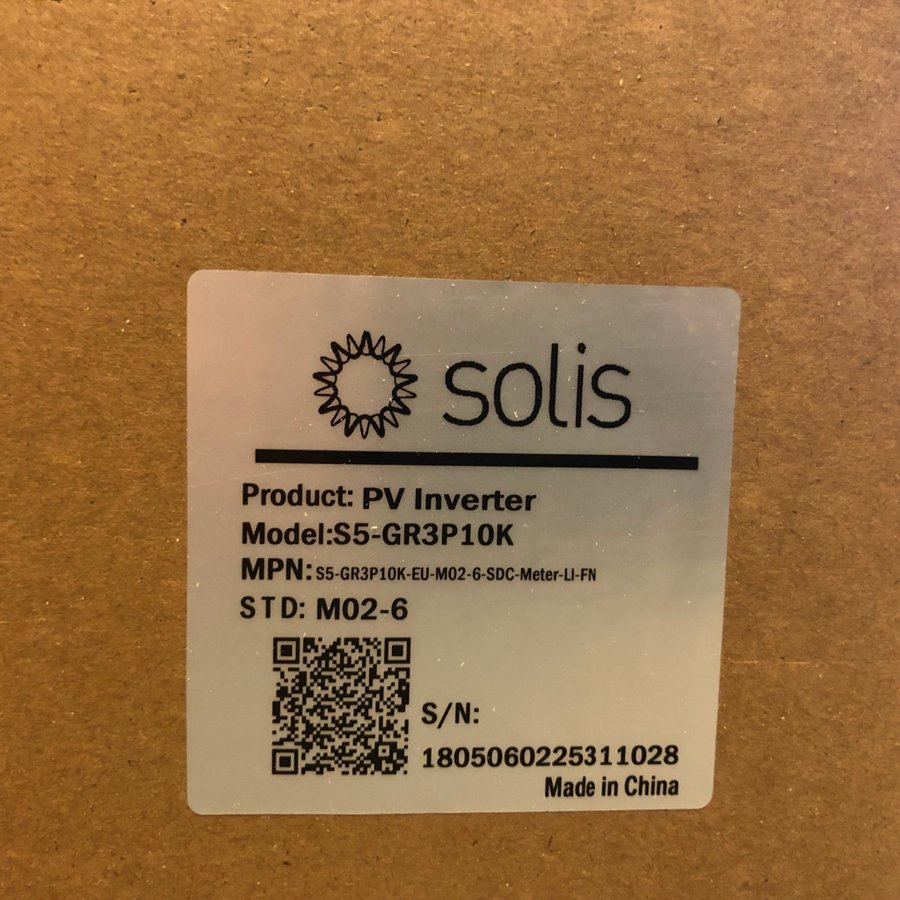 solis
Product: PV Inverter
Model:S5-GR3P10K
MPN:S5-GR3P10K-EU-M02-6-SDC-Meter-LI-FN
STD: M02-6
S/N:
1805060225311028
Made in China